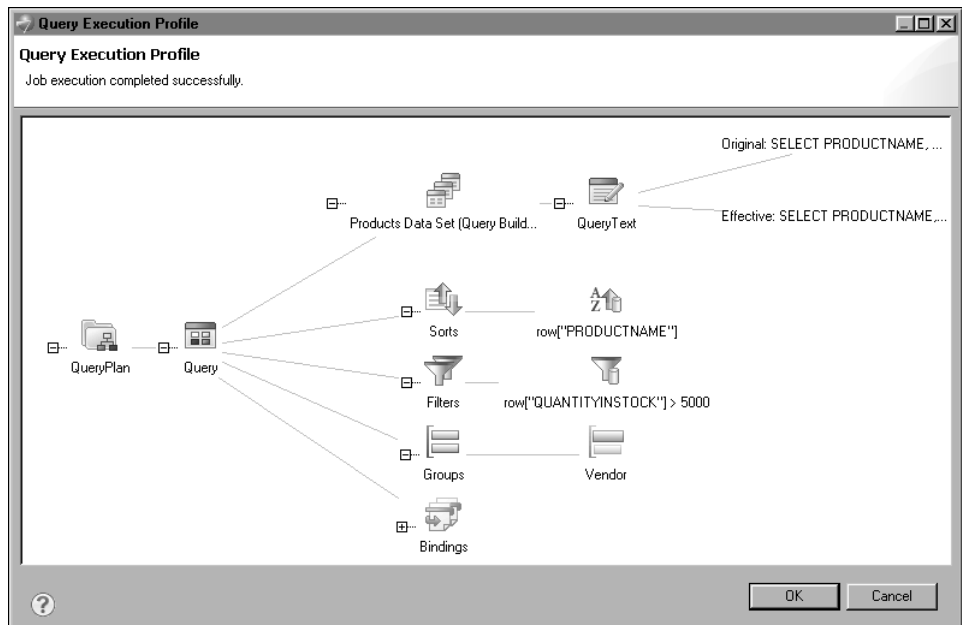 Query Execution Profile
Query Execution Profile
Job execution completed successfully.
Original: SELECT PRODUCTNAME, ...
Products Data Set (Query Build...
QueryText
Effective: SELECT PRODUCTNAME,...
Sorts
row["PRODUCTNAME"]
QueryPlan
Query
Filters
row["QUANTITYINSTOCK"] > 5000
Groups
Vendor
Bindings
OK
Cancel